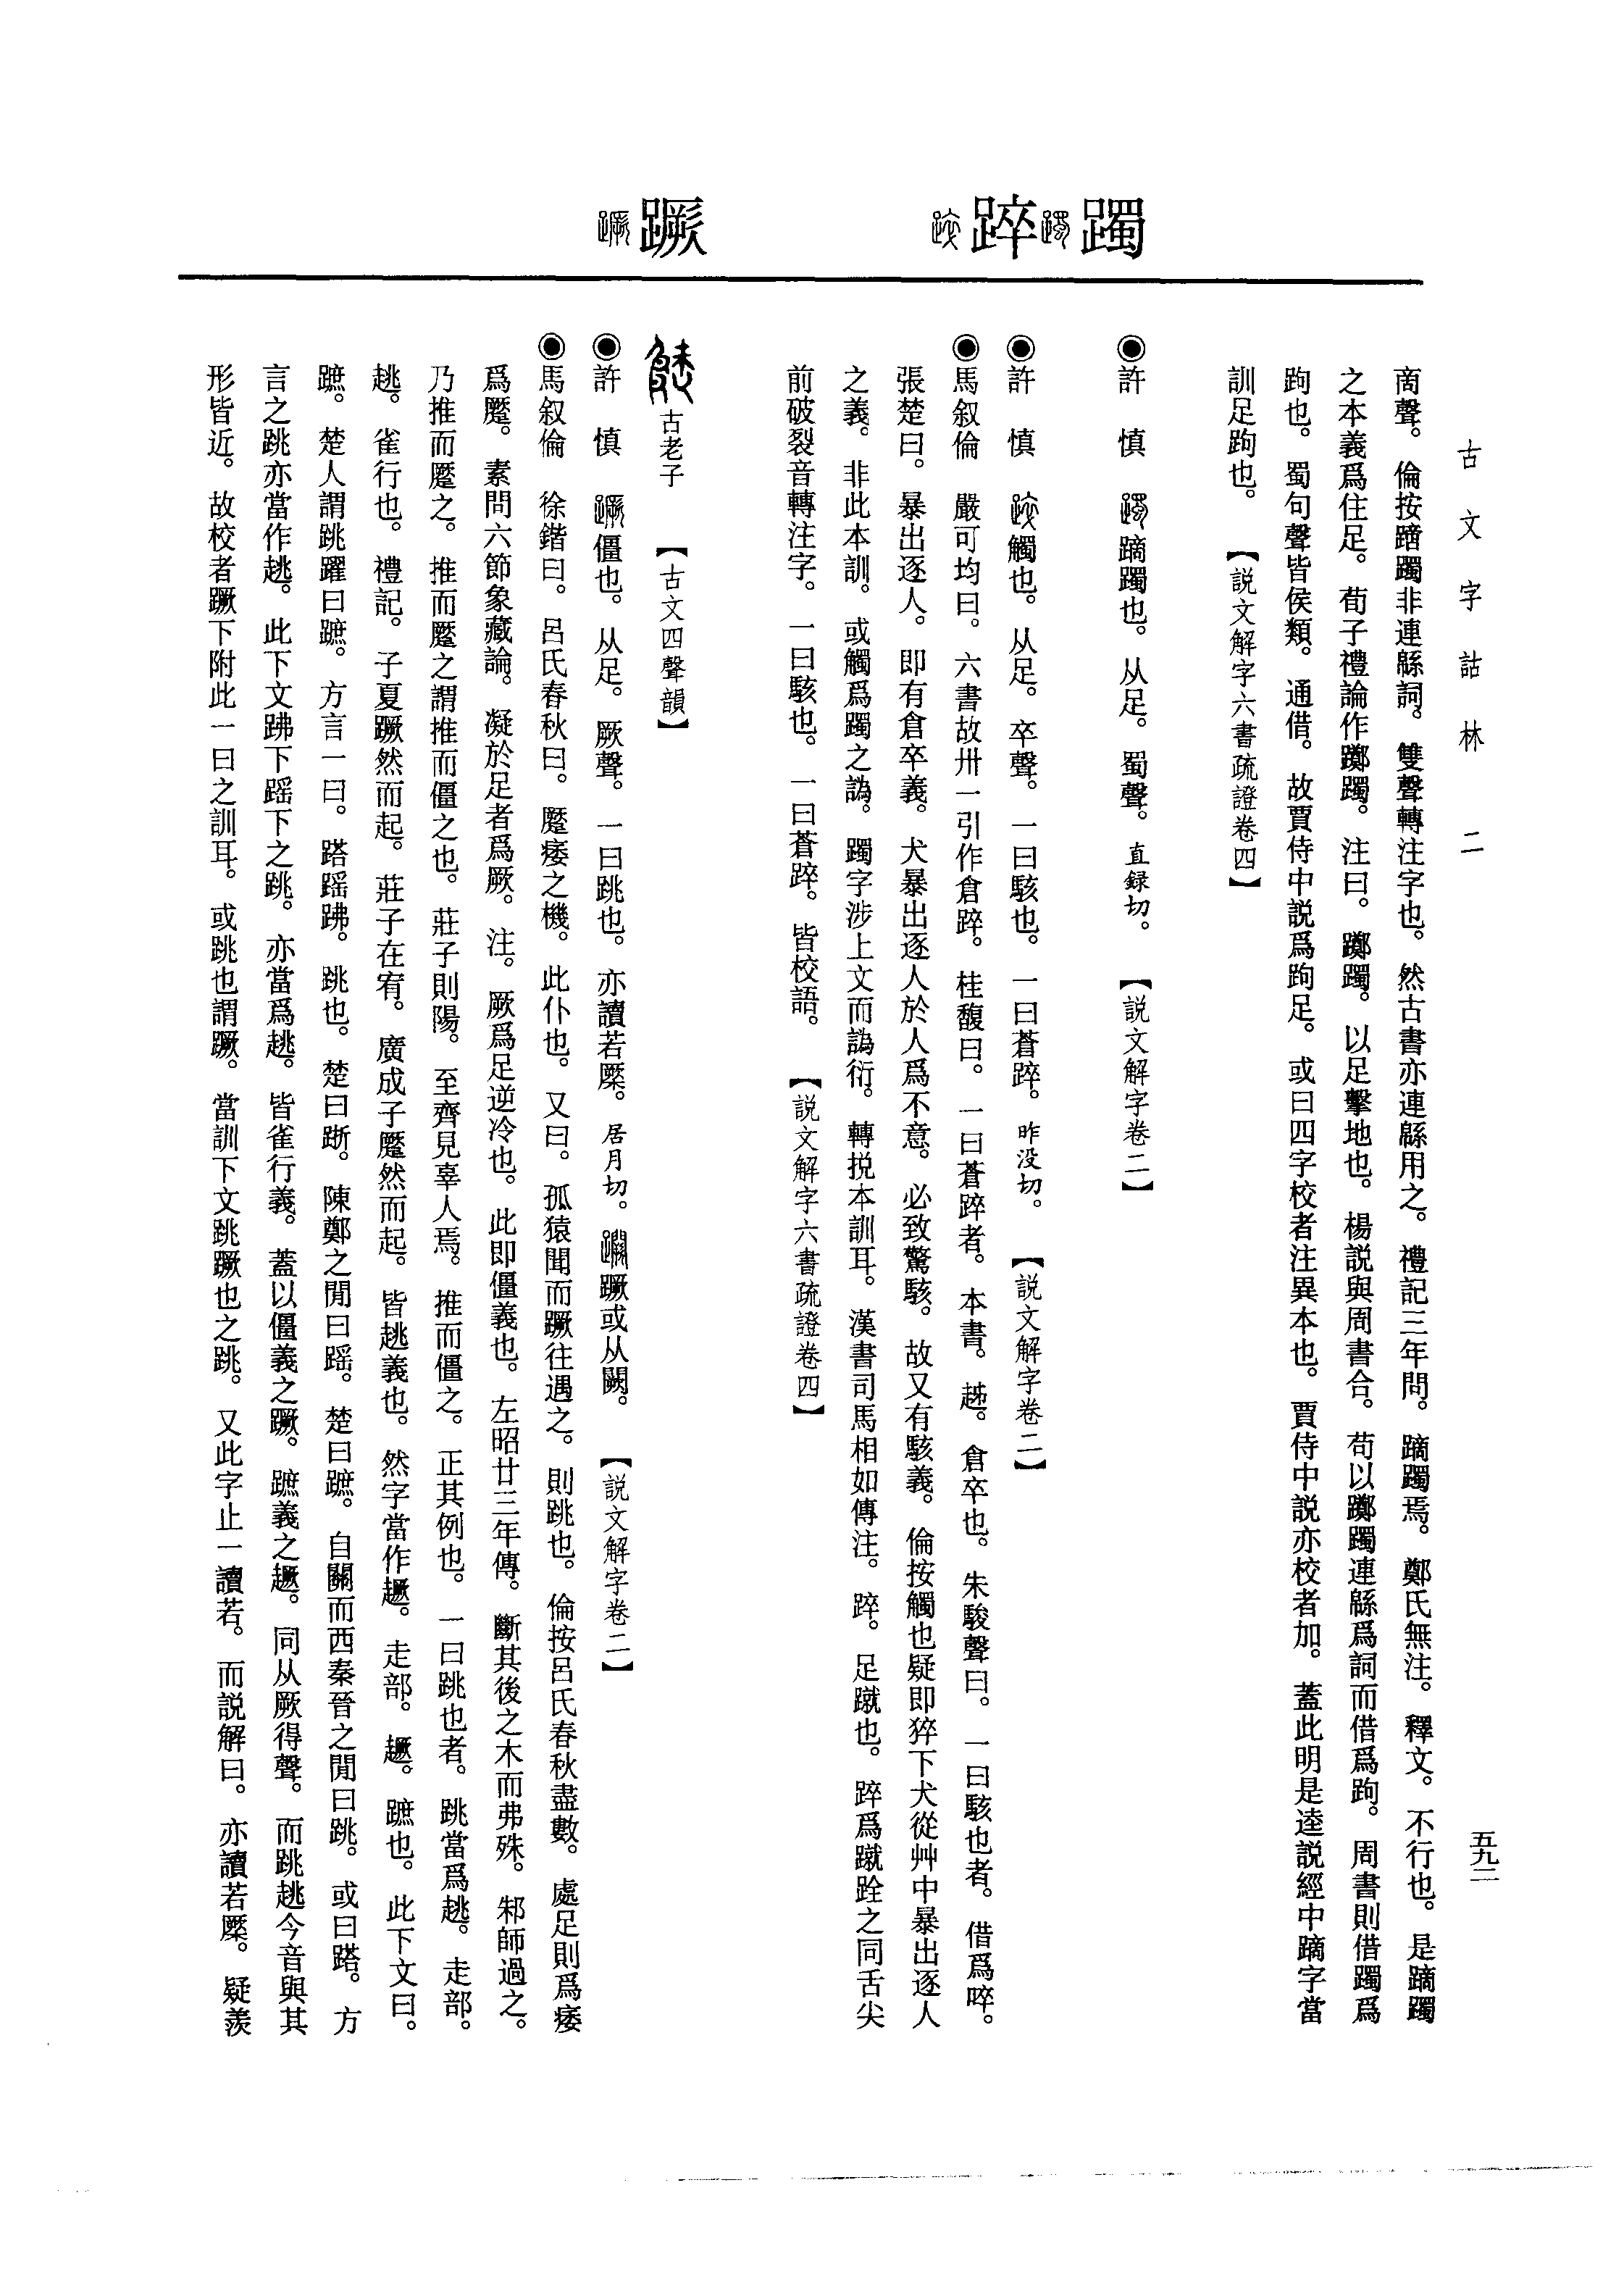 古文字詁林 二
五九二
躅
踤
蹶
啇聲。倫按蹢躅非連緜詞。雙聲轉注字也。然古書亦連緜用之。禮記三年問。蹢躅焉。鄭氏無注。釋文。不行也。是蹢躅
之本義爲住足。荀子禮論作躑躅。注曰。躑躅。以足擊地也。楊説與周書合。苟以躑躅連緜爲詞而借爲跔。周書則借躅爲
跔也。蜀句聲皆侯類。通借。故賈侍中説爲跔足。或曰四字校者注異本也。賈侍中説亦校者加。蓋此明是逵説經中蹢字當
訓足跔也。【説文解字六書疏證卷四】
◉許 慎 蹢躅也。从足。蜀聲。直録切。【説文解字卷二】
◉許 慎 觸也。从足。卒聲。一曰駭也。一曰蒼踤。昨没切。【説文解字卷二】
◉馬叙倫 嚴可均曰。六書故卅一引作倉踤。桂馥曰。一曰蒼踤者。本書。越。倉卒也。朱駿聲曰。一曰駭也者。借爲啐。
張楚曰。暴出逐人。即有倉卒義。犬暴出逐人於人爲不意。必致驚駭。故又有駭義。倫按觸也疑即猝下犬從艸中暴出逐人
之義。非此本訓。或觸爲躅之譌。躅字涉上文而譌衍。轉挩本訓耳。漢書司馬相如傳注。踤。足蹴也。踤爲蹴跧之同舌尖
前破裂音轉注字。一曰駭也。一曰蒼踤。皆校語。【説文解字六書疏證卷四】
古老子【古文四聲韻】
◉許 慎 僵也。从足。厥聲。一曰跳也。亦讀若橜。居月切。蹶或从闕。【説文解字卷二】
◉馬叙倫 徐鍇曰。呂氏春秋曰。蹷痿之機。此仆也。又曰。孤猿聞而蹶往遇之。則跳也。倫按呂氏春秋盡數。處足則爲痿
爲蹷。素問六節象藏論。凝於足者爲厥。注。厥爲足逆冷也。此即僵義也。左昭廿三年傳。斷其後之木而弗殊。邾師過之。
乃推而蹷之。推而蹷之謂推而僵之也。莊子則陽。至齊見辜人焉。推而僵之。正其例也。一曰跳也者。跳當爲趒。走部。
趒。雀行也。禮記。子夏蹶然而起。莊子在宥。廣成子蹷然而起。皆趒義也。然字當作趉。走部。趉。蹠也。此下文曰。
蹠。楚人謂跳躍曰蹠。方言一曰。踏䠛跳。跳也。楚曰䟐。陳鄭之閒曰䠛。楚曰蹠。自關而西秦晉之閒曰跳。或曰踏。方
言之跳亦當作趒。此下文跳下䠛下之跳。亦當爲趒。皆雀行義。蓋以僵義之蹶。蹠義之趉。同从厥得聲。而跳趒今音與其
形皆近。故校者蹶下附此一曰之訓耳。或跳也謂蹶。當訓下文跳蹶也之跳。又此字止一讀若。而説解曰。亦讀若橜。疑羨